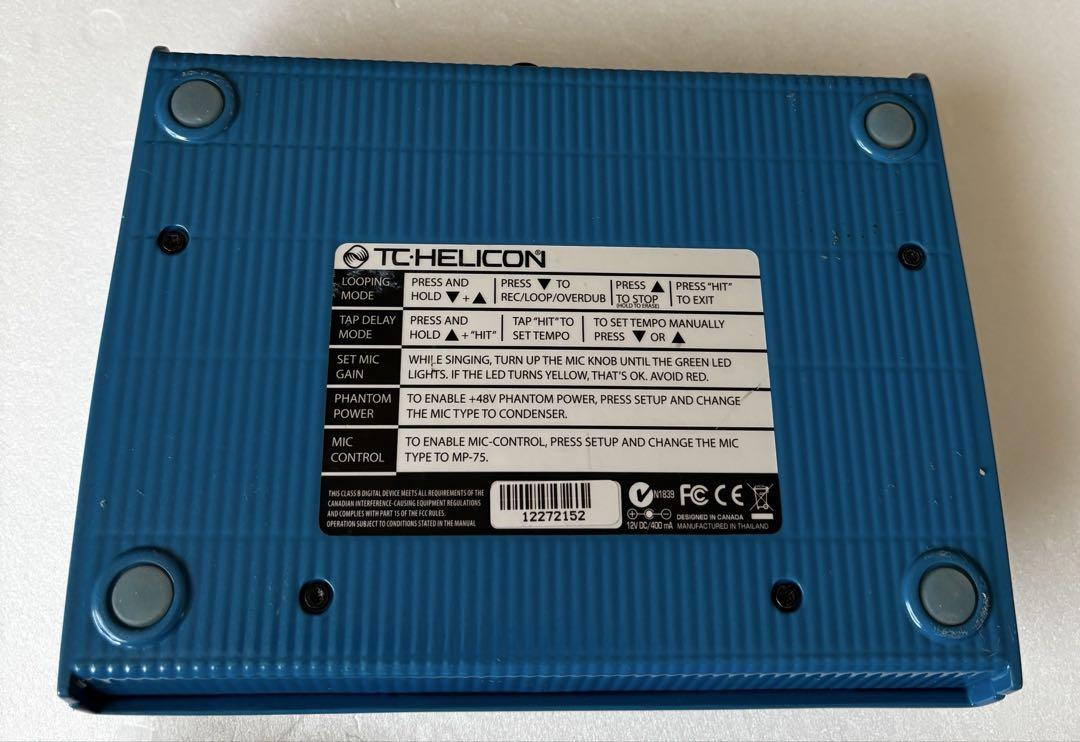 TC·HELICON®
LOOPING MODE
PRESS AND HOLD ▼ + ▲
PRESS ▼ TO REC/LOOP/OVERDUB
PRESS ▲ TO STOP (HOLD TO ERASE)
PRESS "HIT" TO EXIT
TAP DELAY MODE
PRESS AND HOLD ▲ + "HIT"
TAP "HIT" TO SET TEMPO
TO SET TEMPO MANUALLY PRESS ▼ OR ▲
SET MIC GAIN
WHILE SINGING, TURN UP THE MIC KNOB UNTIL THE GREEN LED
LIGHTS. IF THE LED TURNS YELLOW, THAT'S OK. AVOID RED.
PHANTOM POWER
TO ENABLE +48V PHANTOM POWER, PRESS SETUP AND CHANGE
THE MIC TYPE TO CONDENSER.
MIC CONTROL
TO ENABLE MIC-CONTROL, PRESS SETUP AND CHANGE THE MIC
TYPE TO MP-75.
THIS CLASS B DIGITAL DEVICE MEETS ALL REQUIREMENTS OF THE
CANADIAN INTERFERENCE-CAUSING EQUIPMENT REGULATIONS
AND COMPLIES WITH PART 15 OF THE FCC RULES.
OPERATION SUBJECT TO CONDITIONS STATED IN THE MANUAL
12272152
N1839 FC CE
12V DC/400 mA
DESIGNED IN CANADA
MANUFACTURED IN THAILAND